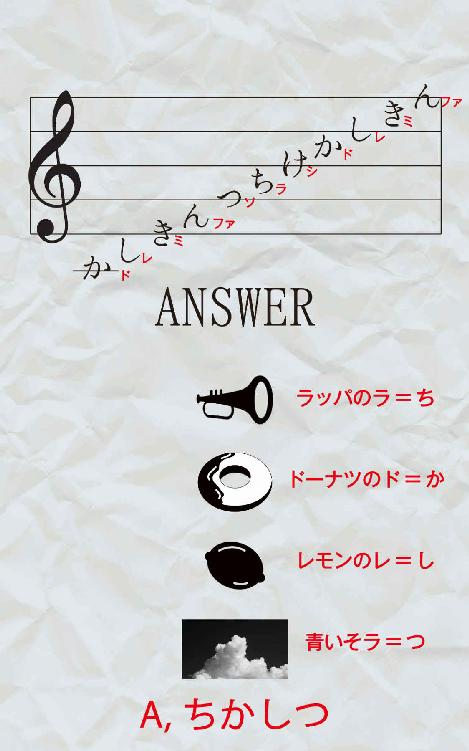 かしきんつちけかしきん
ドレミファソラシドレミファ
ANSWER
ラッパのラ＝ち
ドーナツのド＝か
レモンのレ＝し
青いそラ＝つ
A, ちかしつ